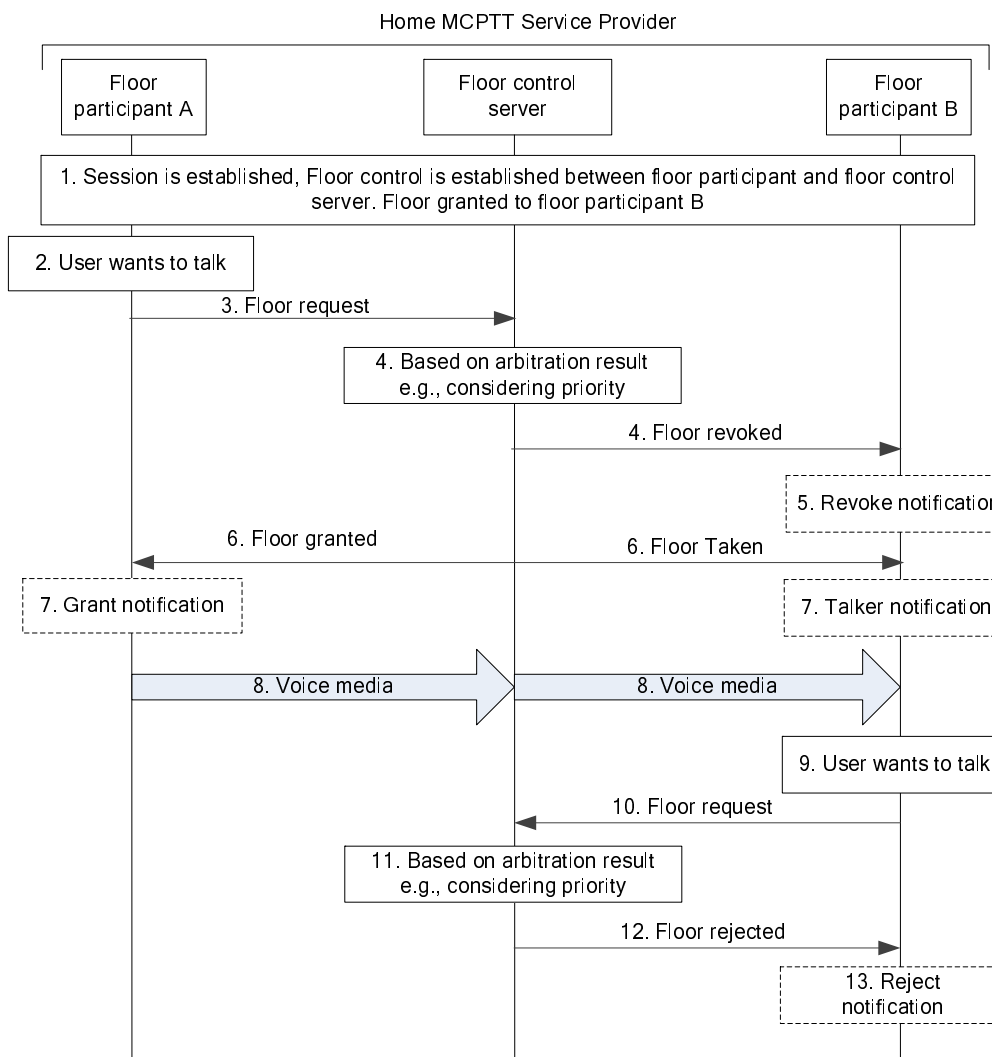 Home MCPTT Service Provider
Floor
participant A
Floor control
server
Floor
participant B
1. Session is established, Floor control is established between floor participant and floor control
server. Floor granted to floor participant B
2. User wants to talk
3. Floor request
4. Based on arbitration result
e.g., considering priority
4. Floor revoked
5. Revoke notification
6. Floor granted
6. Floor Taken
7. Grant notification
7. Talker notification
8. Voice media
8. Voice media
9. User wants to talk
10. Floor request
11. Based on arbitration result
e.g., considering priority
12. Floor rejected
13. Reject
notification